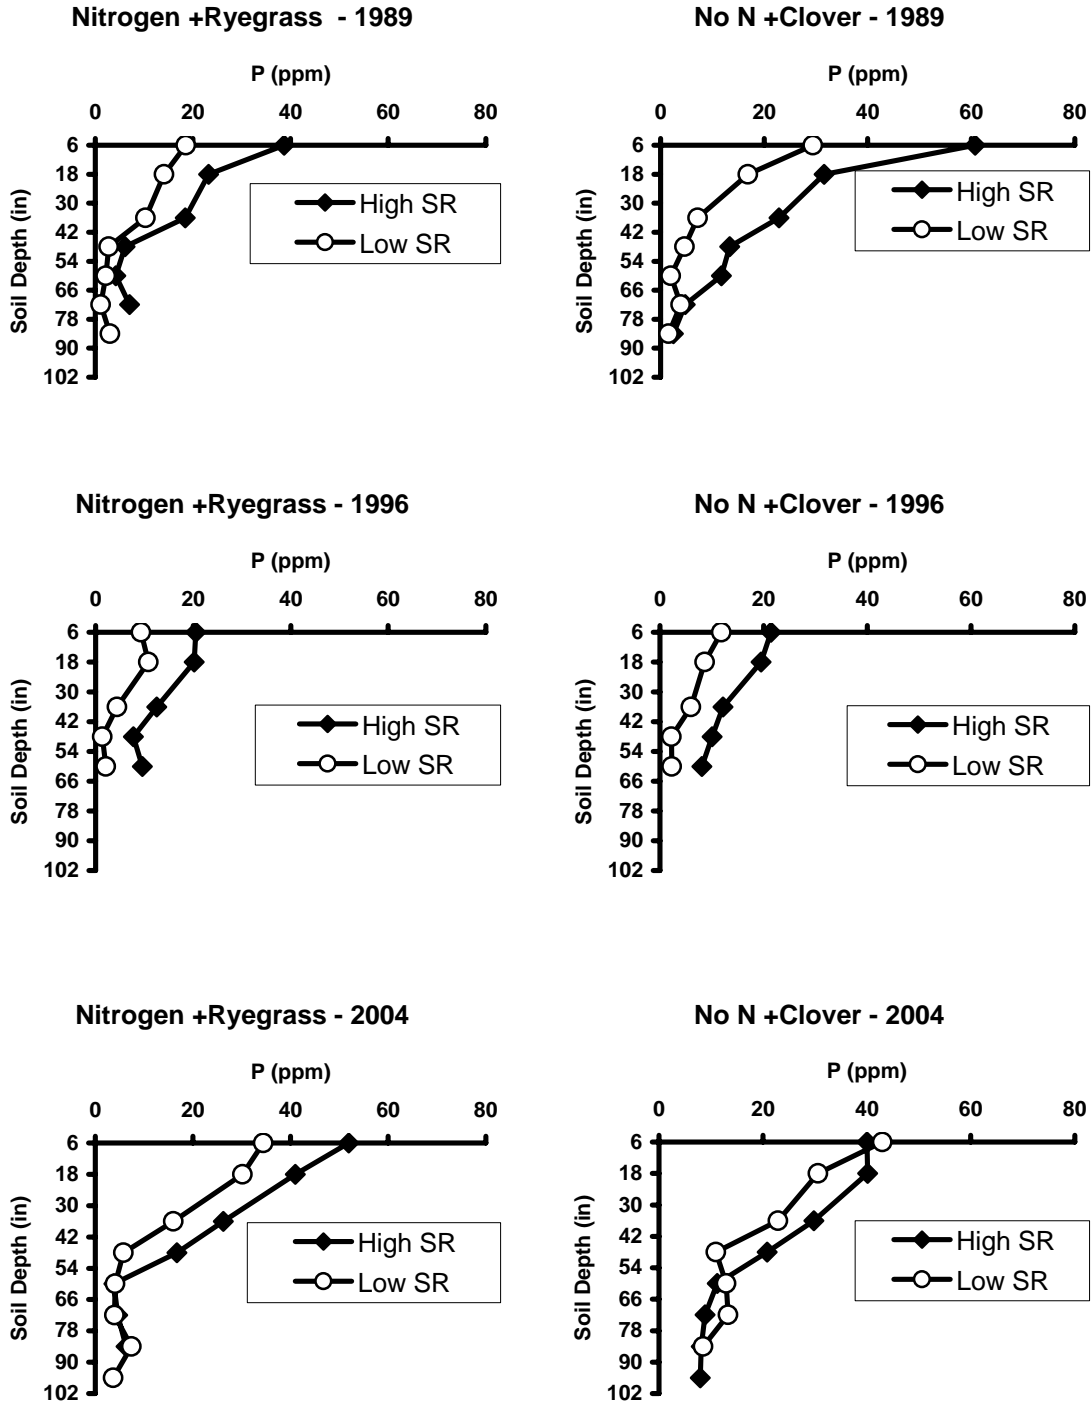 Nitrogen +Ryegrass - 1989
P (ppm)
0 20 40 60 80
6
18
30
42
54
66
78
90
102
Soil Depth (in)
High SR
Low SR
No N +Clover - 1989
P (ppm)
0 20 40 60 80
6
18
30
42
54
66
78
90
102
Soil Depth (in)
High SR
Low SR
Nitrogen +Ryegrass - 1996
P (ppm)
0 20 40 60 80
6
18
30
42
54
66
78
90
102
Soil Depth (in)
High SR
Low SR
No N +Clover - 1996
P (ppm)
0 20 40 60 80
6
18
30
42
54
66
78
90
102
Soil Depth (in)
High SR
Low SR
Nitrogen +Ryegrass - 2004
P (ppm)
0 20 40 60 80
6
18
30
42
54
66
78
90
102
Soil Depth (in)
High SR
Low SR
No N +Clover - 2004
P (ppm)
0 20 40 60 80
6
18
30
42
54
66
78
90
102
Soil Depth (in)
High SR
Low SR